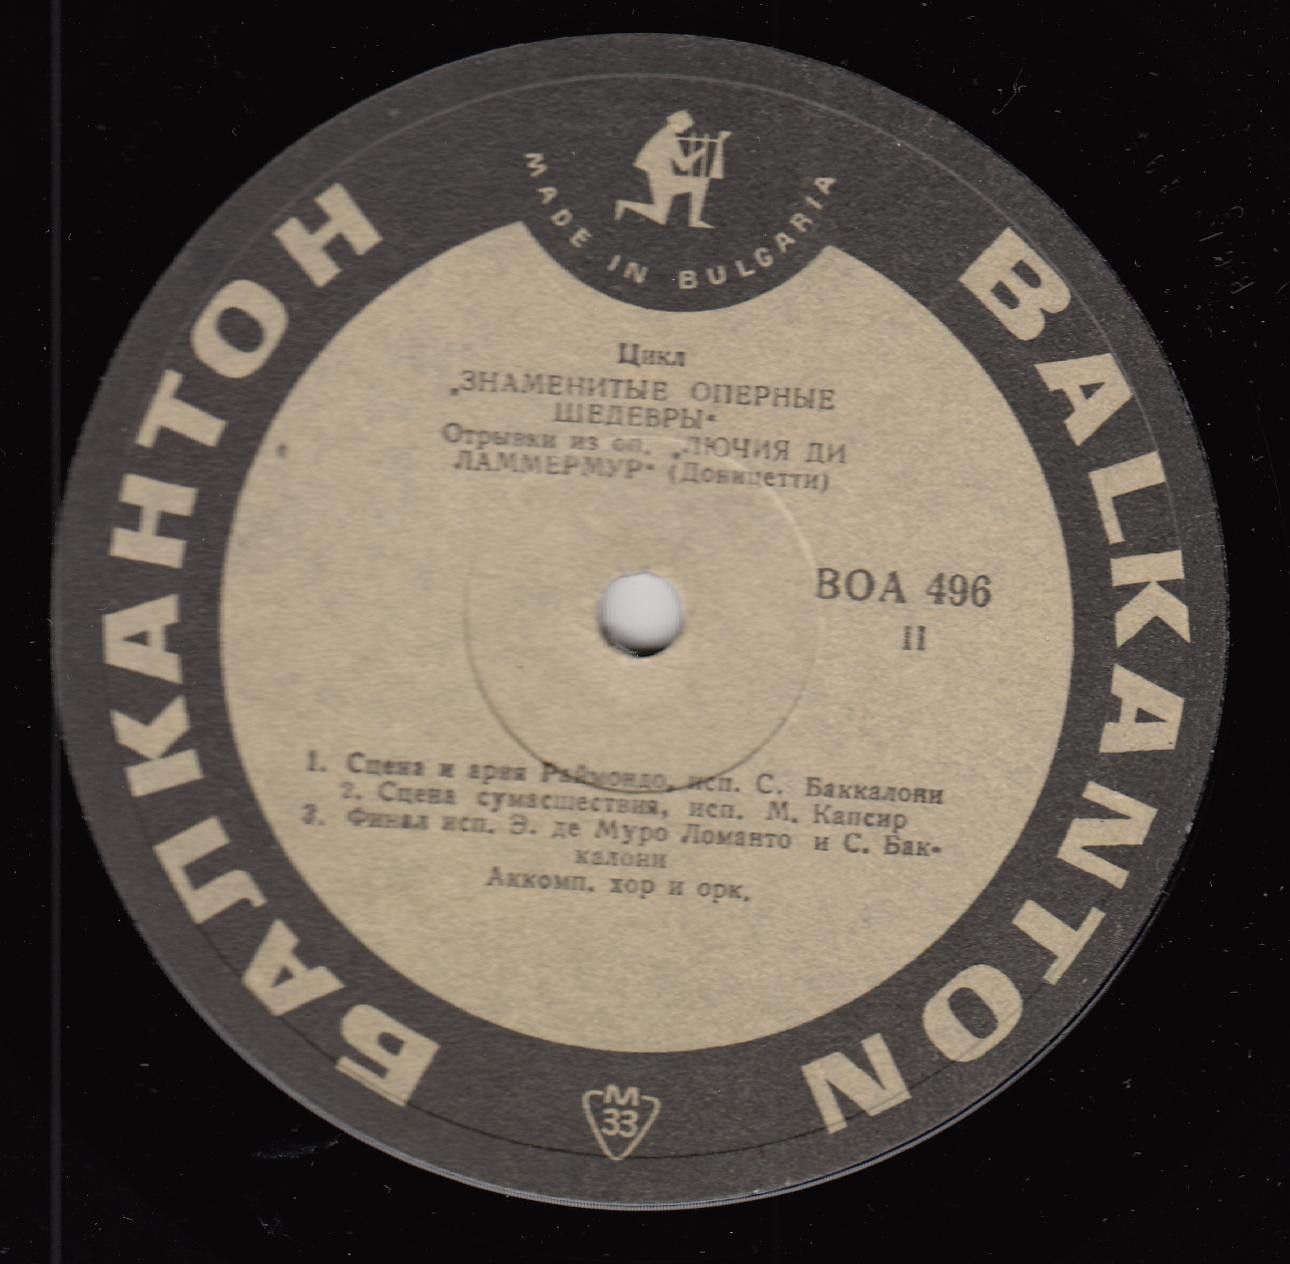 MADE IN BULGARIA
БАЛКАНТОН
BALKANTON
Цикл
„ЗНАМЕНИТЫЕ ОПЕРНЫЕ
ШЕДЕВРЫ“
Отрывки из оп. „ЛЮЧИЯ ДИ
ЛАММЕРМУР“ (Доницетти)
ВОА 496
II
1. Сцена и ария Раймондо, исп. С. Баккалони
2. Сцена сумасшествия, исп. М. Капсир
3. Финал исп. Э. де Муро Ломанто и С. Бак-
калони
Аккомп. хор и орк.
M
33